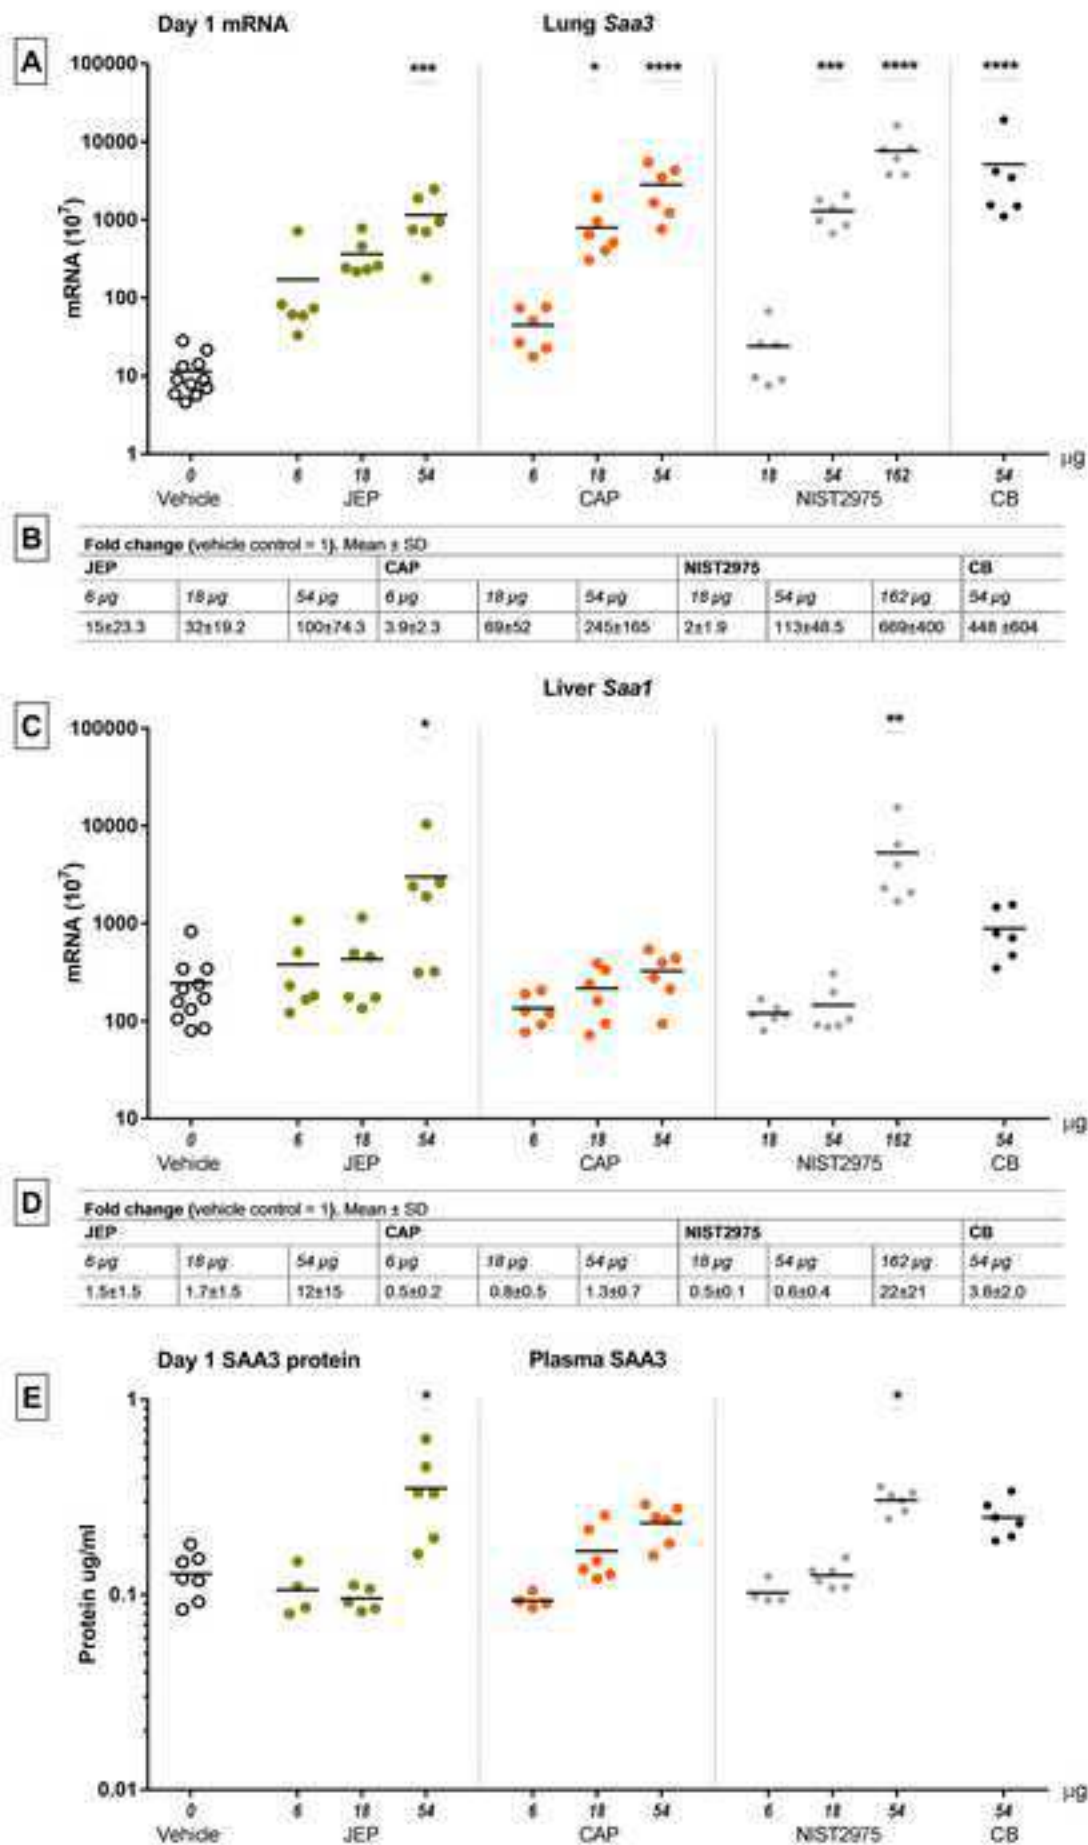 Day 1 mRNA Lung Saa3
A
100000 *** * **** *** **** ****
10000
1000
100
10
1
mRNA (10⁷)
0 6 18 54 6 18 54 18 54 162 54 µg
Vehicle JEP CAP NIST2975 CB
B
Fold change (vehicle control = 1). Mean ± SD
JEP CAP NIST2975 CB
6 µg 18 µg 54 µg 6 µg 18 µg 54 µg 18 µg 54 µg 162 µg 54 µg
15±23.3 32±19.2 100±74.3 3.9±2.3 69±52 245±165 2±1.9 113±48.5 669±400 448 ±604
Liver Saa1
C
100000 * **
10000
1000
100
10
mRNA (10⁷)
0 6 18 54 6 18 54 18 54 162 54 µg
Vehicle JEP CAP NIST2975 CB
D
Fold change (vehicle control = 1). Mean ± SD
JEP CAP NIST2975 CB
6 µg 18 µg 54 µg 6 µg 18 µg 54 µg 18 µg 54 µg 162 µg 54 µg
1.5±1.5 1.7±1.5 12±15 0.5±0.2 0.8±0.5 1.3±0.7 0.5±0.1 0.6±0.4 22±21 3.6±2.0
Day 1 SAA3 protein Plasma SAA3
E
1 * *
0.1
0.01
Protein ug/ml
0 6 18 54 6 18 54 6 18 54 54 µg
Vehicle JEP CAP NIST2975 CB